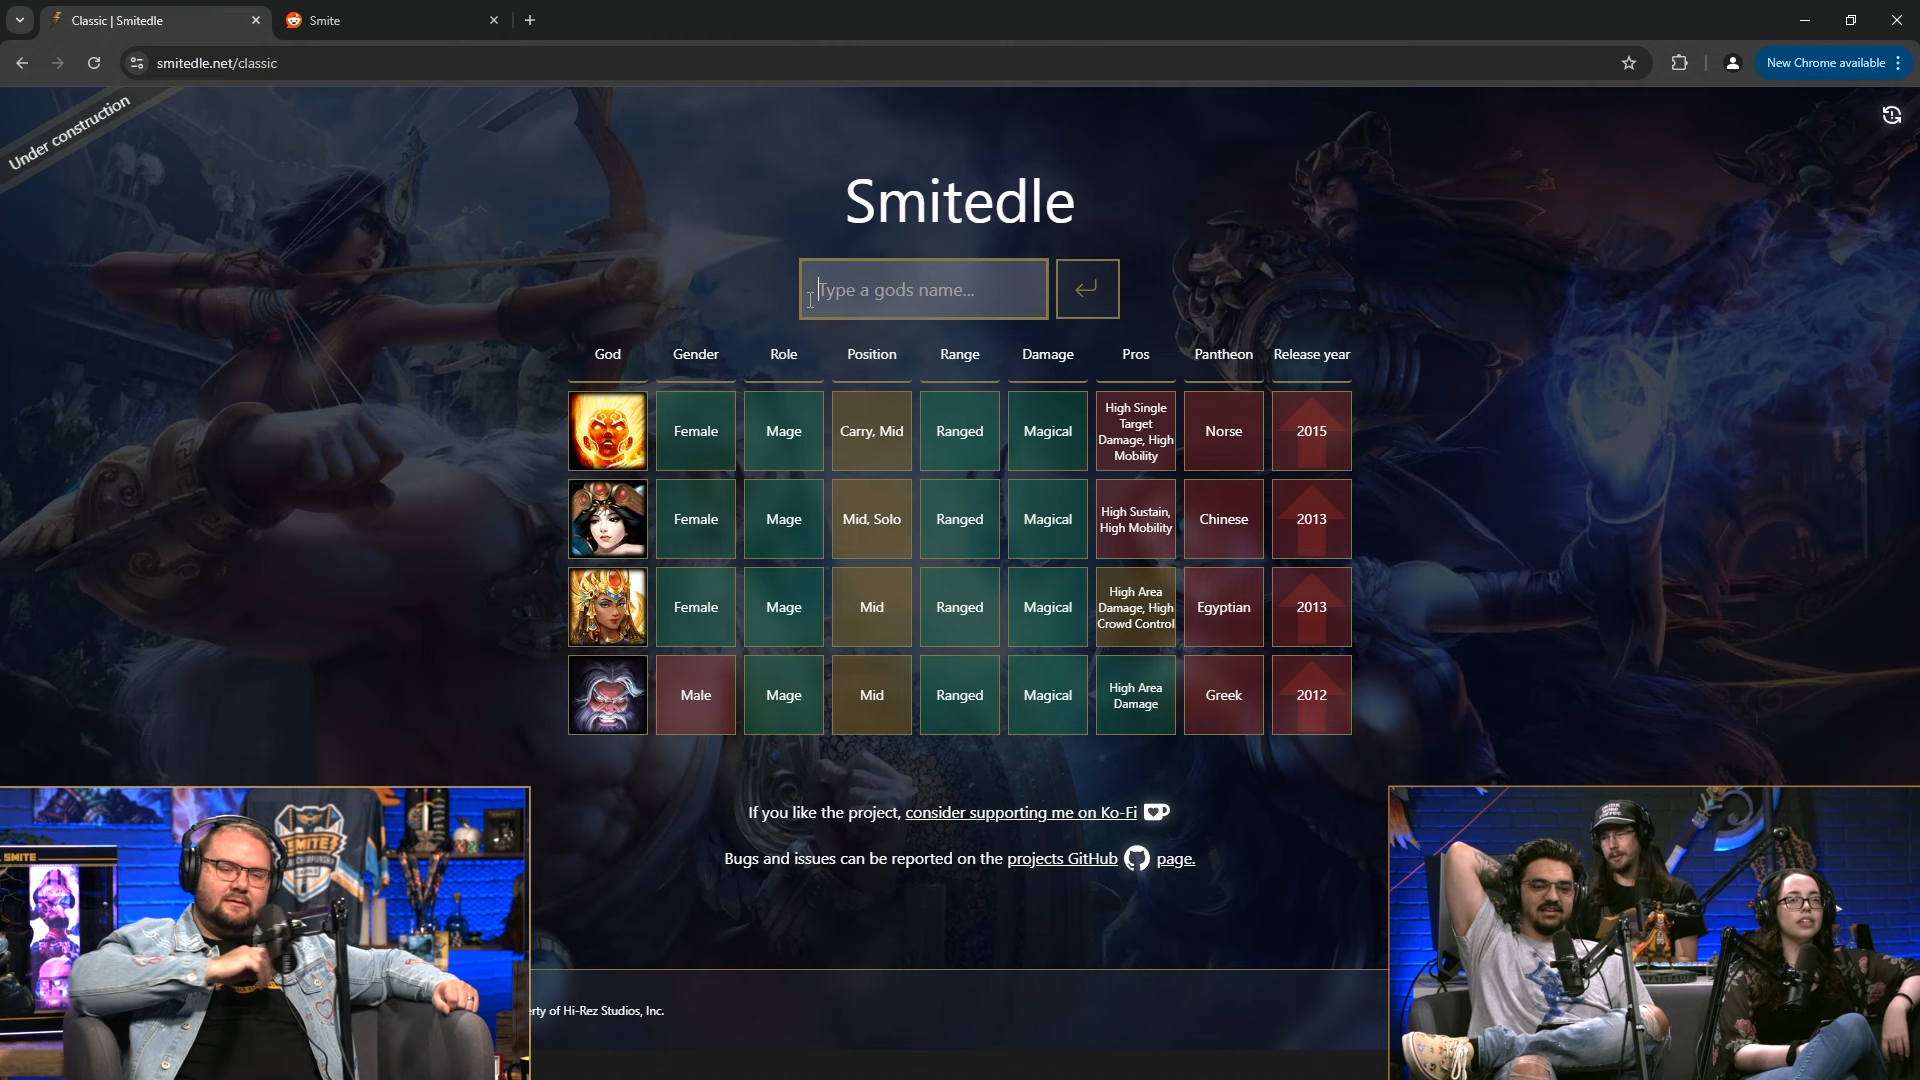 Classic | Smitedle
Smite
smitedle.net/classic
New Chrome available
Under construction
Smitedle
Type a gods name...
God Gender Role Position Range Damage Pros Pantheon Release year
Female Mage Carry, Mid Ranged Magical High Single Target Damage, High Mobility Norse 2015
Female Mage Mid, Solo Ranged Magical High Sustain, High Mobility Chinese 2013
Female Mage Mid Ranged Magical High Area Damage, High Crowd Control Egyptian 2013
Male Mage Mid Ranged Magical High Area Damage Greek 2012
If you like the project, consider supporting me on Ko-Fi
Bugs and issues can be reported on the projects GitHub page.
rty of Hi-Rez Studios, Inc.
SMITE
SMITE